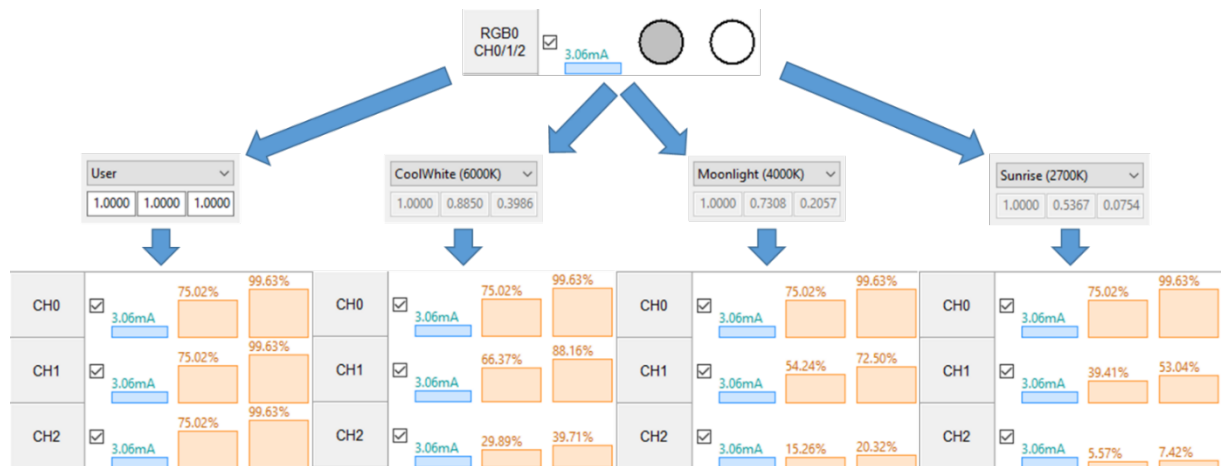 RGB0
CH0/1/2
3.06mA
User
1.0000 1.0000 1.0000
CoolWhite (6000K)
1.0000 0.8850 0.3986
Moonlight (4000K)
1.0000 0.7308 0.2057
Sunrise (2700K)
1.0000 0.5367 0.0754
CH0 3.06mA 75.02% 99.63%
CH1 3.06mA 75.02% 99.63%
CH2 3.06mA 75.02% 99.63%
CH0 3.06mA 75.02% 99.63%
CH1 3.06mA 66.37% 88.16%
CH2 3.06mA 29.89% 39.71%
CH0 3.06mA 75.02% 99.63%
CH1 3.06mA 54.24% 72.50%
CH2 3.06mA 15.26% 20.32%
CH0 3.06mA 75.02% 99.63%
CH1 3.06mA 39.41% 53.04%
CH2 3.06mA 5.57% 7.42%